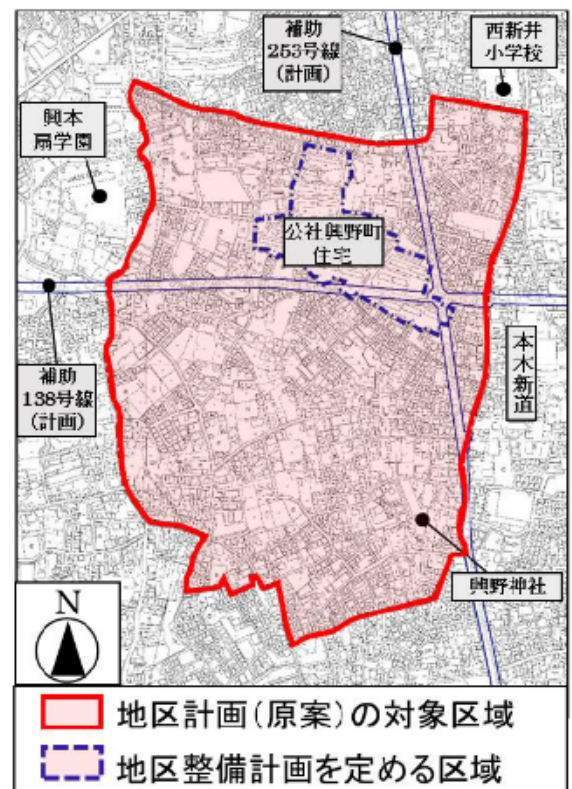 補助
253号線
(計画)
西新井
小学校
興本
扇学園
公社興野町
住宅
補助
138号線
(計画)
本木新道
興野神社
N
地区計画(原案)の対象区域
地区整備計画を定める区域